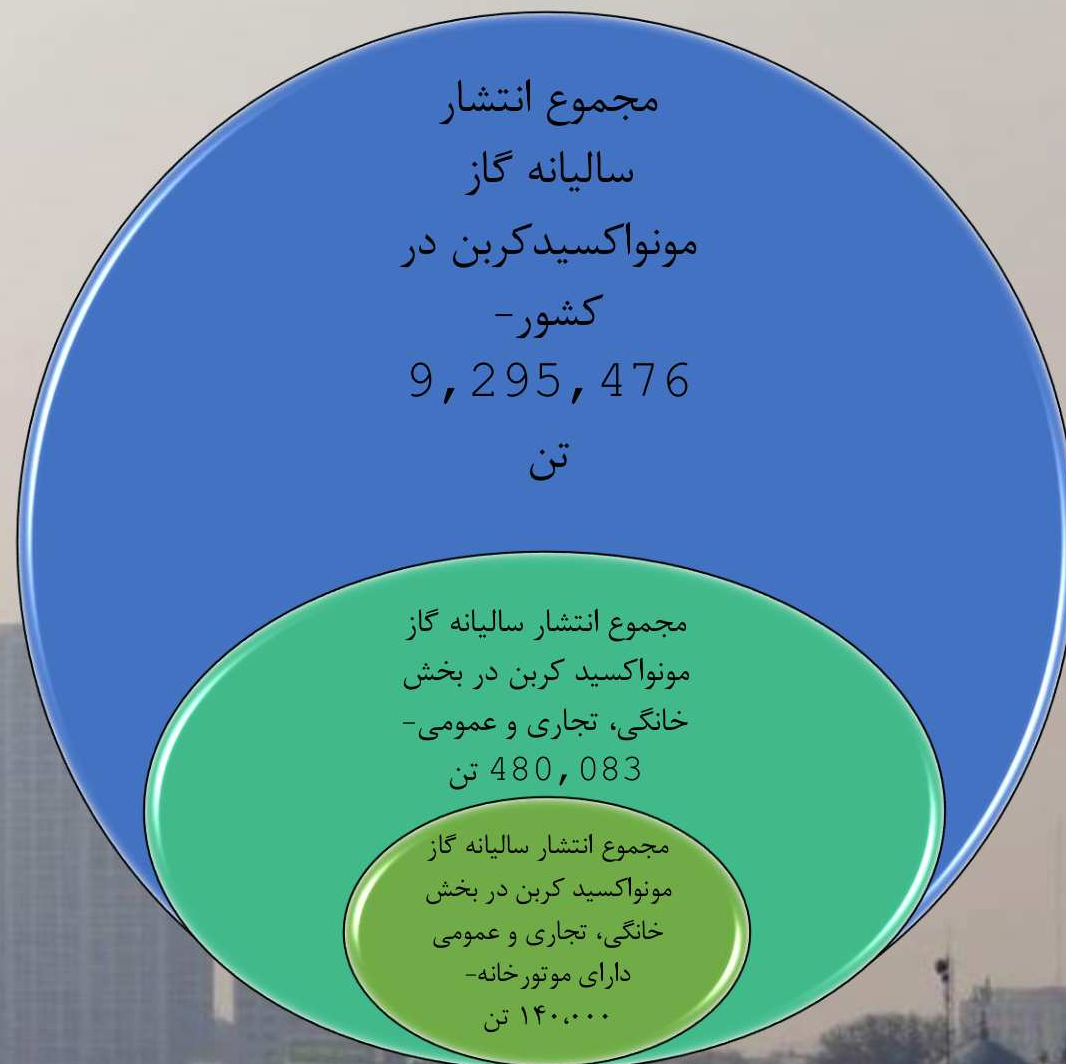 مجموع انتشار
سالیانه گاز
مونواکسیدکربن در
کشور-
9,295,476
تن
مجموع انتشار سالیانه گاز
مونواکسید کربن در بخش
خانگی، تجاری و عمومی-
480,083 تن
مجموع انتشار سالیانه گاز
مونواکسید کربن در بخش
خانگی، تجاری و عمومی
دارای موتورخانه-
۱۴۰،۰۰۰ تن